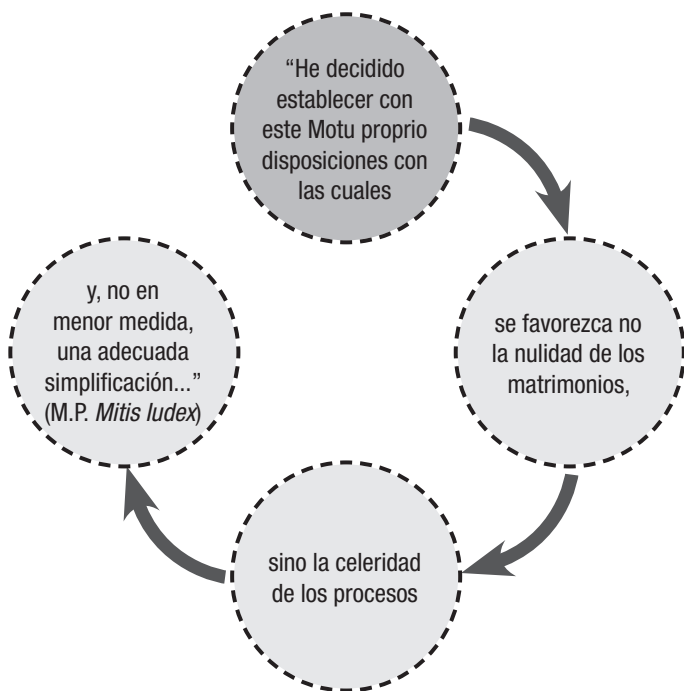 “He decidido
establecer con
este Motu proprio
disposiciones con
las cuales
se favorezca no
la nulidad de los
matrimonios,
sino la celeridad
de los procesos
y, no en
menor medida,
una adecuada
simplificación...”
(M.P. Mitis Iudex)